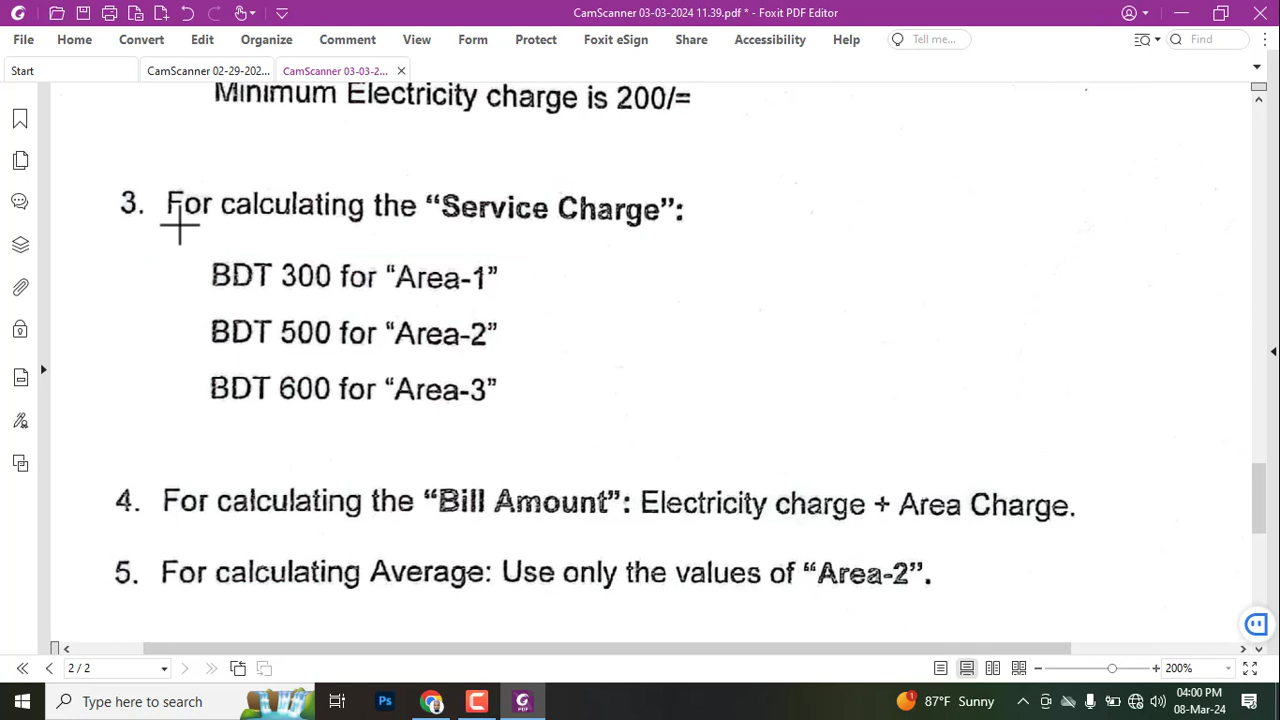 CamScanner 03-03-2024 11.39.pdf * - Foxit PDF Editor
File Home Convert Edit Organize Comment View Form Protect Foxit eSign Share Accessibility Help Tell me... Find
Start CamScanner 02-29-202... CamScanner 03-03-2...
Minimum Electricity charge is 200/=
3. For calculating the “Service Charge”:
BDT 300 for “Area-1”
BDT 500 for “Area-2”
BDT 600 for “Area-3”
4. For calculating the “Bill Amount”: Electricity charge + Area Charge.
5. For calculating Average: Use only the values of “Area-2”.
2 / 2 200%
Type here to search Ps PDF 1 87°F Sunny 04:00 PM
08-Mar-24